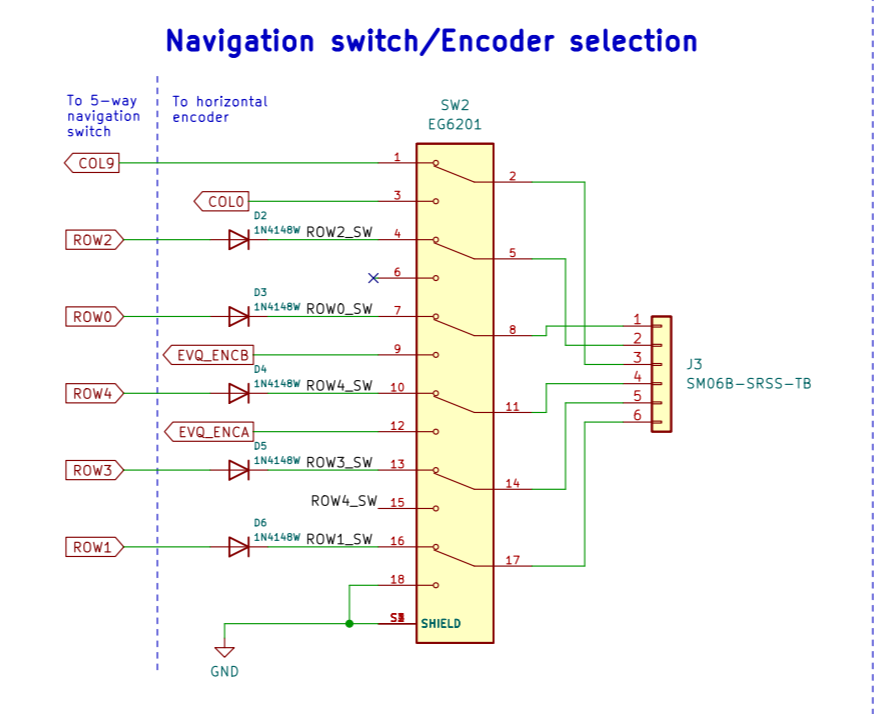 Navigation switch/Encoder selection
To 5-way
navigation
switch
To horizontal
encoder
SW2
EG6201
COL9
1
2
COL0
3
D2
1N4148W
ROW2
ROW2_SW
4
5
6
D3
1N4148W
ROW0
ROW0_SW
7
8
EVQ_ENCB
9
D4
1N4148W
ROW4
ROW4_SW
10
11
EVQ_ENCA
12
D5
1N4148W
ROW3
ROW3_SW
13
14
ROW4_SW
15
D6
1N4148W
ROW1
ROW1_SW
16
17
18
SHIELD
GND
1
2
3
4
5
6
J3
SM06B-SRSS-TB